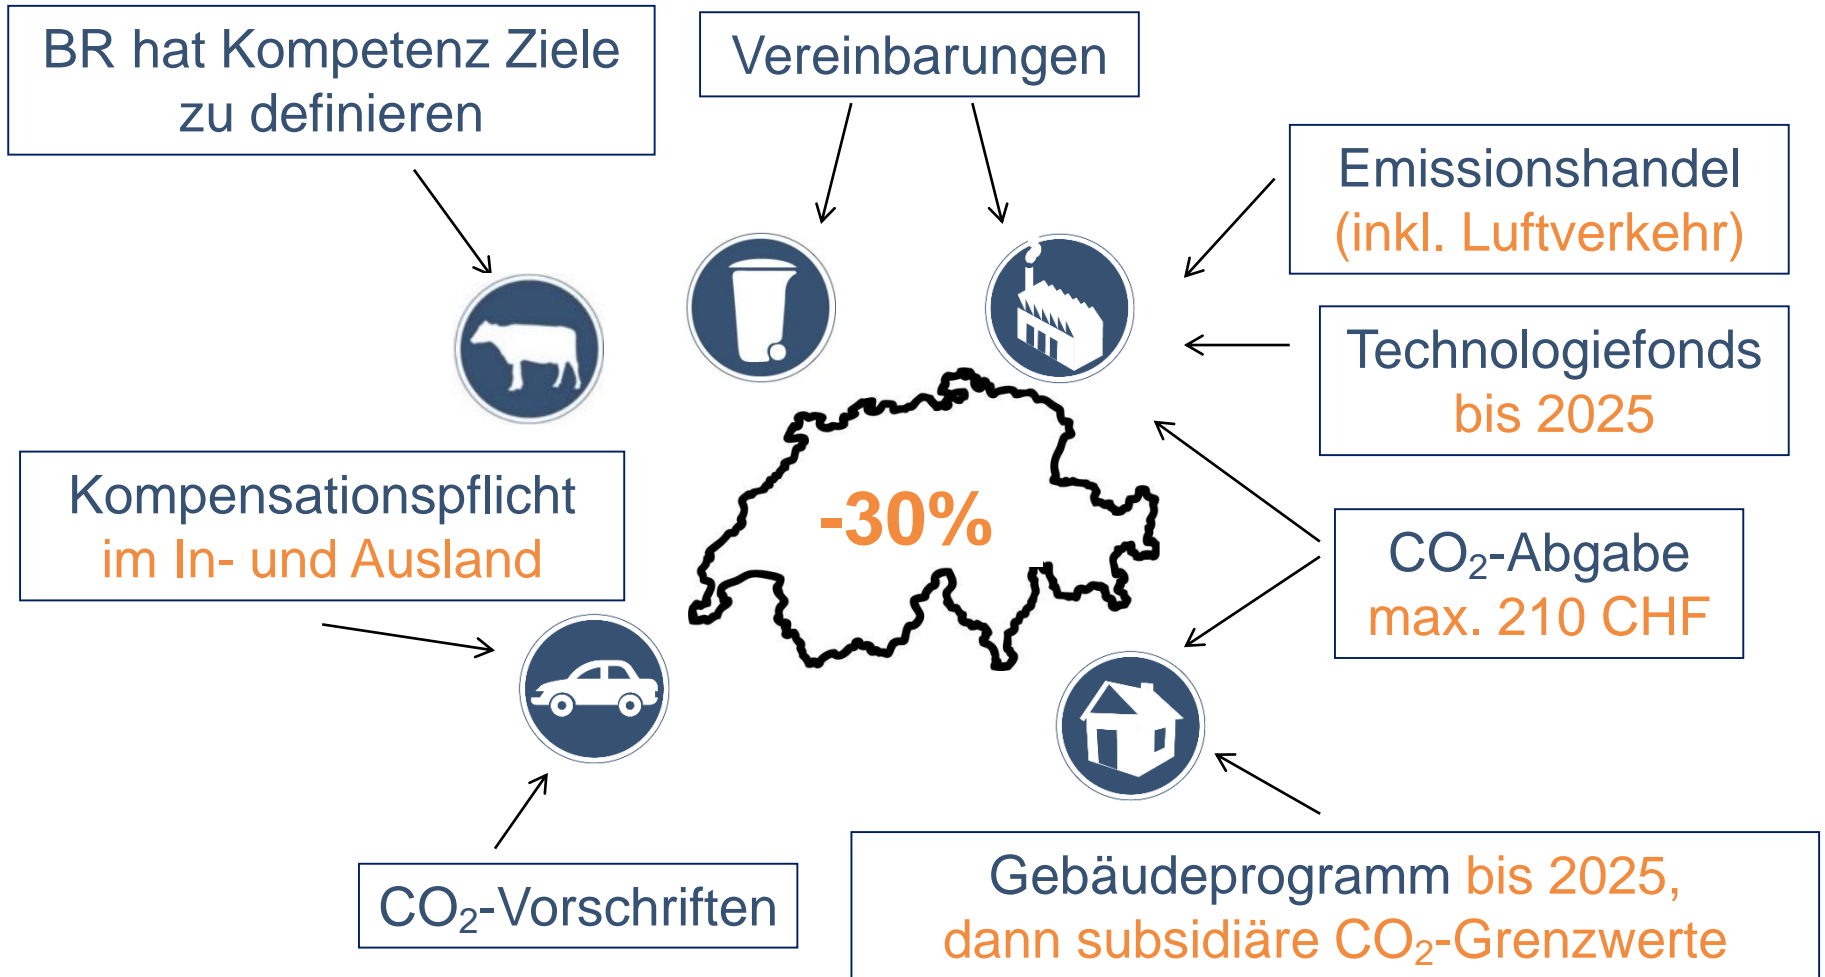 BR hat Kompetenz Ziele
zu definieren
Vereinbarungen
Emissionshandel
(inkl. Luftverkehr)
Technologiefonds
bis 2025
Kompensationspflicht
im In- und Ausland
-30%
CO₂-Abgabe
max. 210 CHF
CO₂-Vorschriften
Gebäudeprogramm bis 2025,
dann subsidiäre CO₂-Grenzwerte